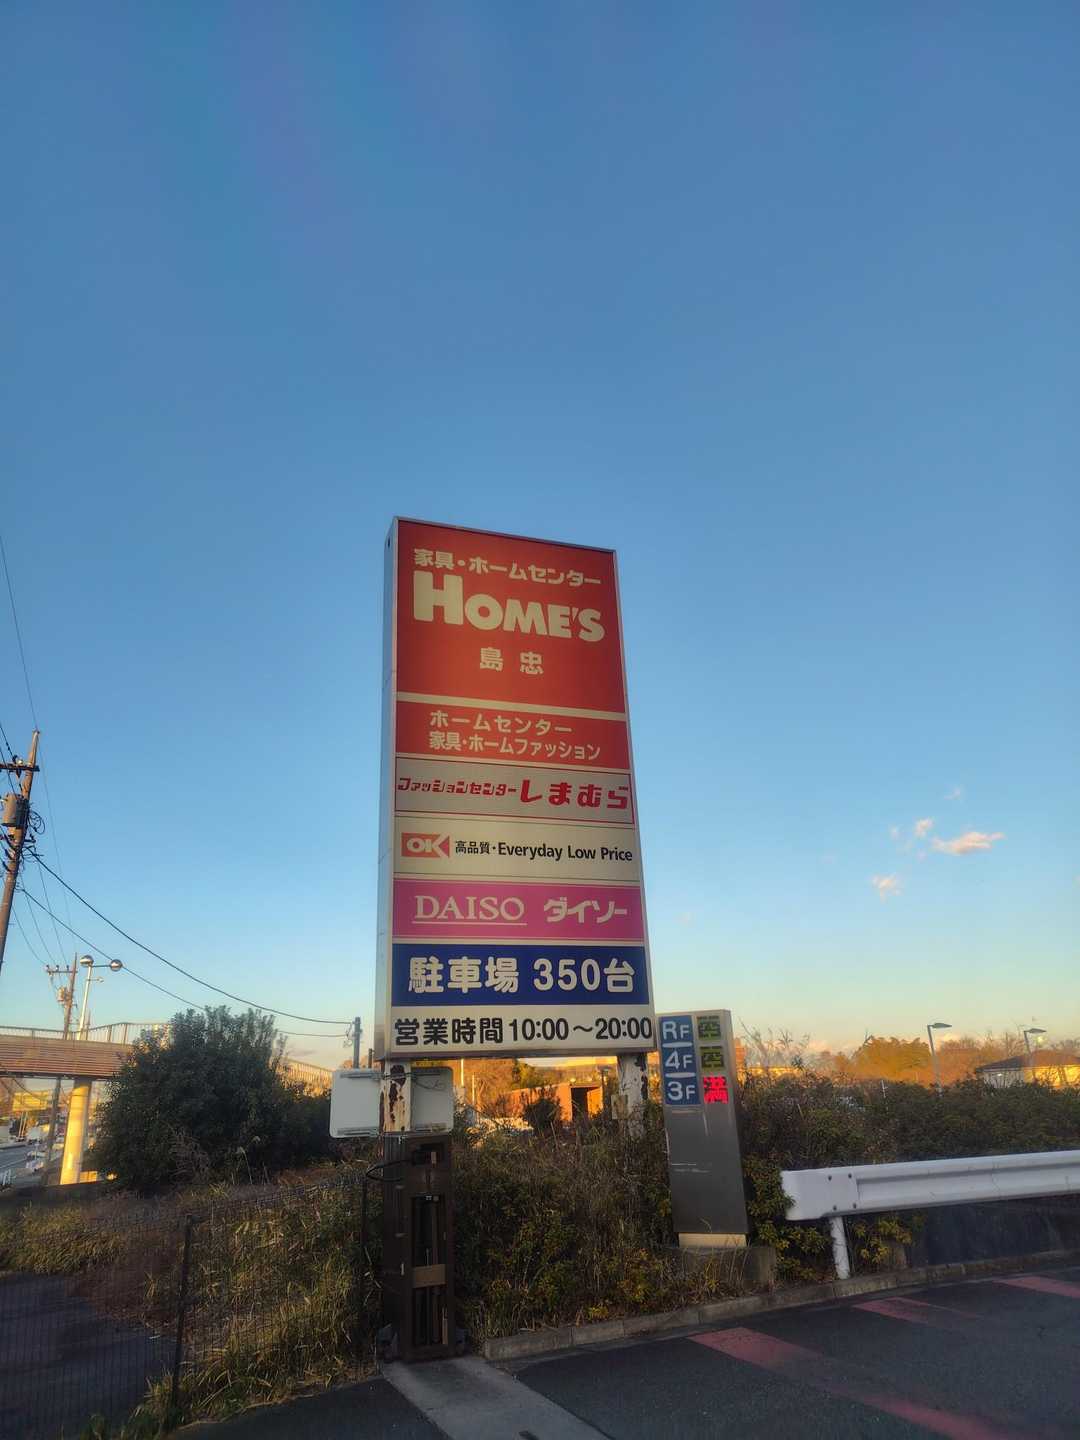 家具・ホームセンター
HOME'S
島忠
ホームセンター
家具・ホームファッション
ファッションセンターしまむら
OK 高品質・Everyday Low Price
DAISO ダイソー
駐車場 350台
営業時間 10:00～20:00
RF 空
4F 空
3F 満